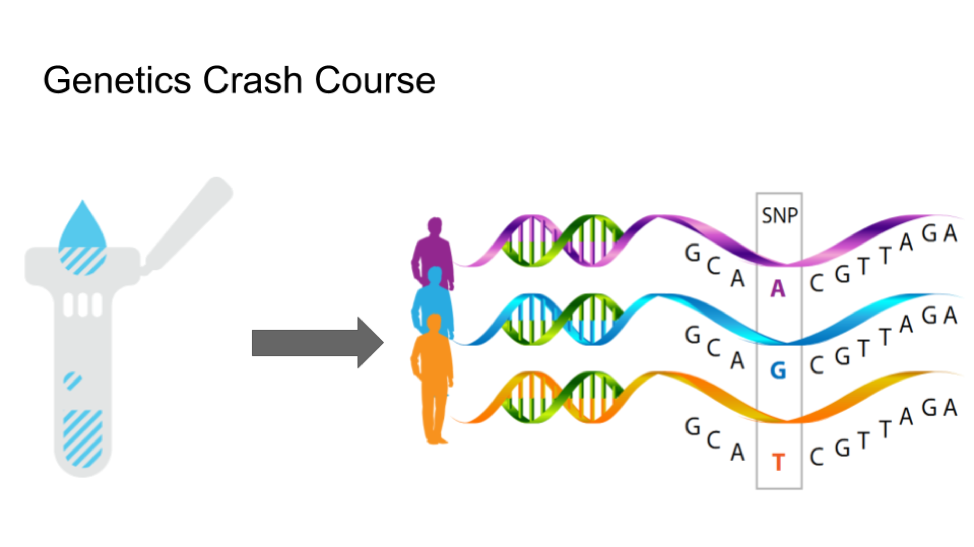 Genetics Crash Course
SNP
G C A A C G T T A G A
G C A G C G T T A G A
G C A T C G T T A G A